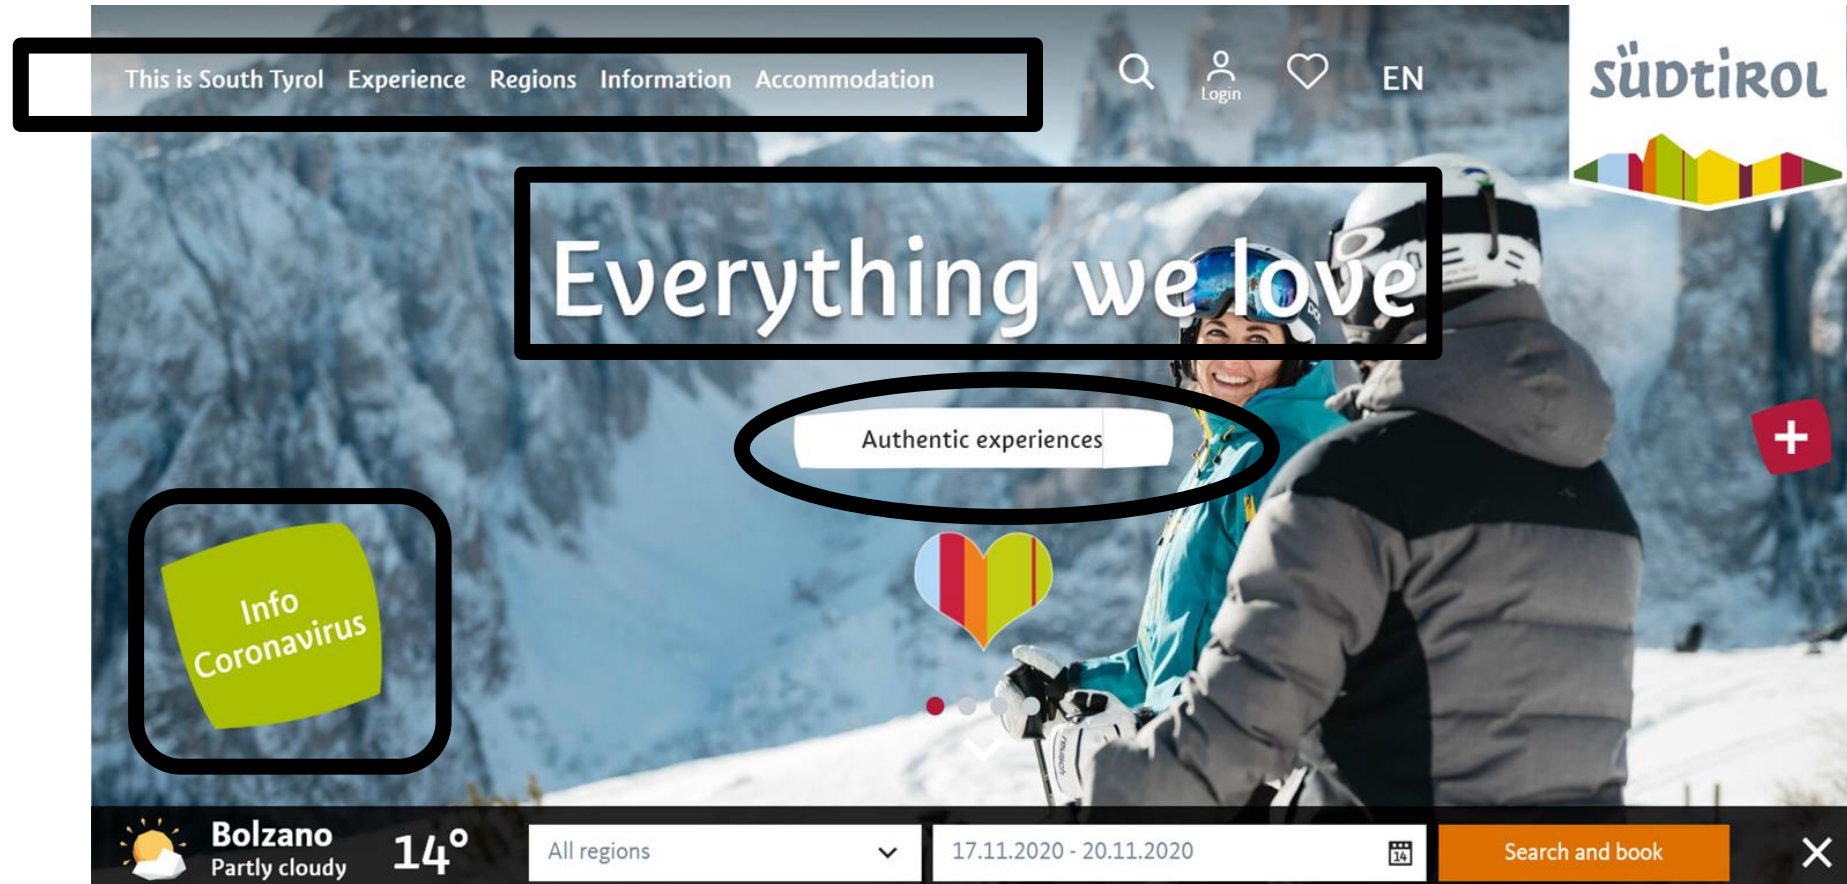 This is South Tyrol Experience Regions Information Accommodation
Login
EN
südtirol
Everything we love
Authentic experiences
Info
Coronavirus
Bolzano
Partly cloudy
14°
All regions
17.11.2020 - 20.11.2020
14
Search and book